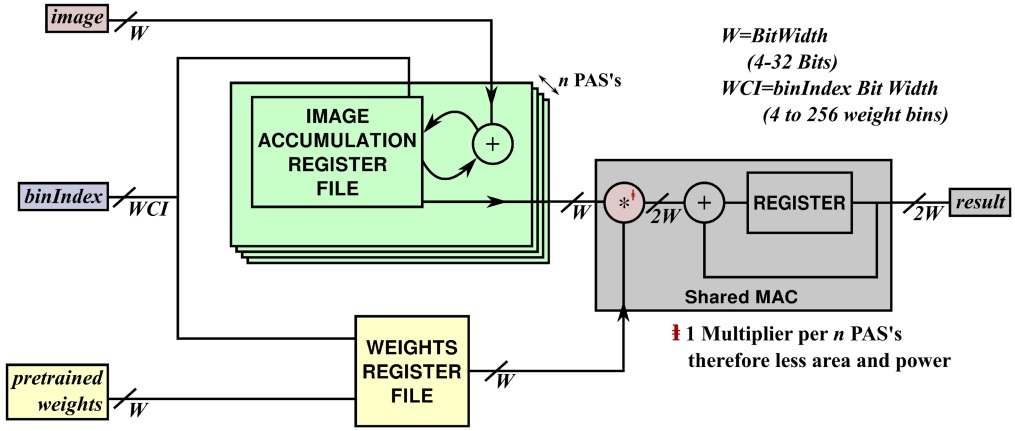 image
W
W=BitWidth
(4-32 Bits)
WCI=binIndex Bit Width
(4 to 256 weight bins)
n PAS's
IMAGE
ACCUMULATION
REGISTER
FILE
+
binIndex
WCI
W
*ǂ
2W
+
REGISTER
2W
result
Shared MAC
ǂ 1 Multiplier per n PAS's
therefore less area and power
WEIGHTS
REGISTER
FILE
W
pretrained
weights
W